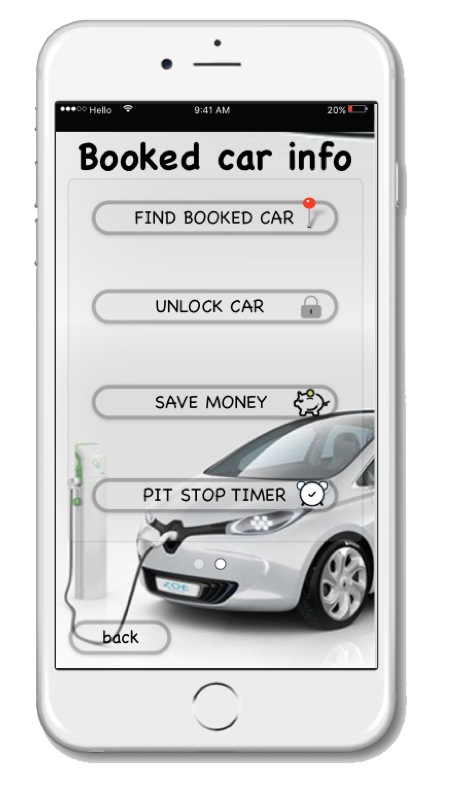 Hello 9:41 AM 20%
Booked car info
FIND BOOKED CAR
UNLOCK CAR
SAVE MONEY
PIT STOP TIMER
ZOE
back